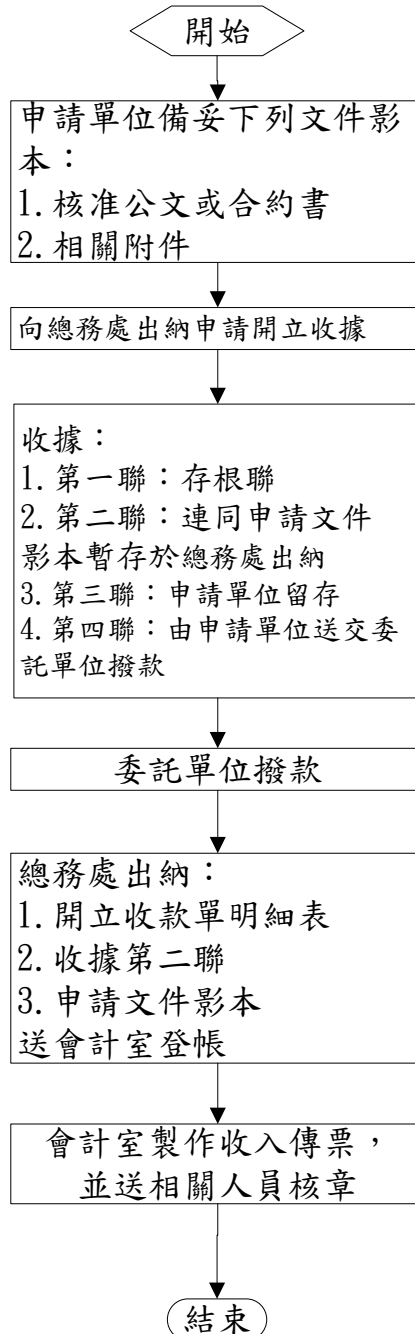 開始
申請單位備妥下列文件影
本：
1.核准公文或合約書
2.相關附件
向總務處出納申請開立收據
收據：
1.第一聯：存根聯
2.第二聯：連同申請文件
影本暫存於總務處出納
3.第三聯：申請單位留存
4.第四聯：由申請單位送交委
託單位撥款
委託單位撥款
總務處出納：
1.開立收款單明細表
2.收據第二聯
3.申請文件影本
送會計室登帳
會計室製作收入傳票，
並送相關人員核章
結束